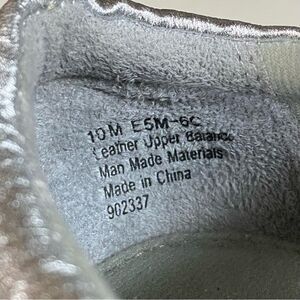 10 M E5M-6C
Leather Upper Balance
Man Made Materials
Made in China
902337